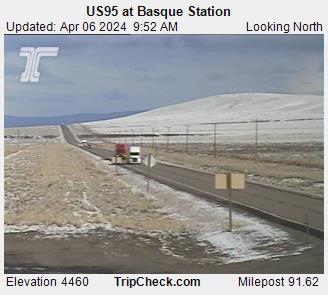 US95 at Basque Station
Updated: Apr 06 2024 9:52 AM Looking North
Elevation 4460 TripCheck.com Milepost 91.62